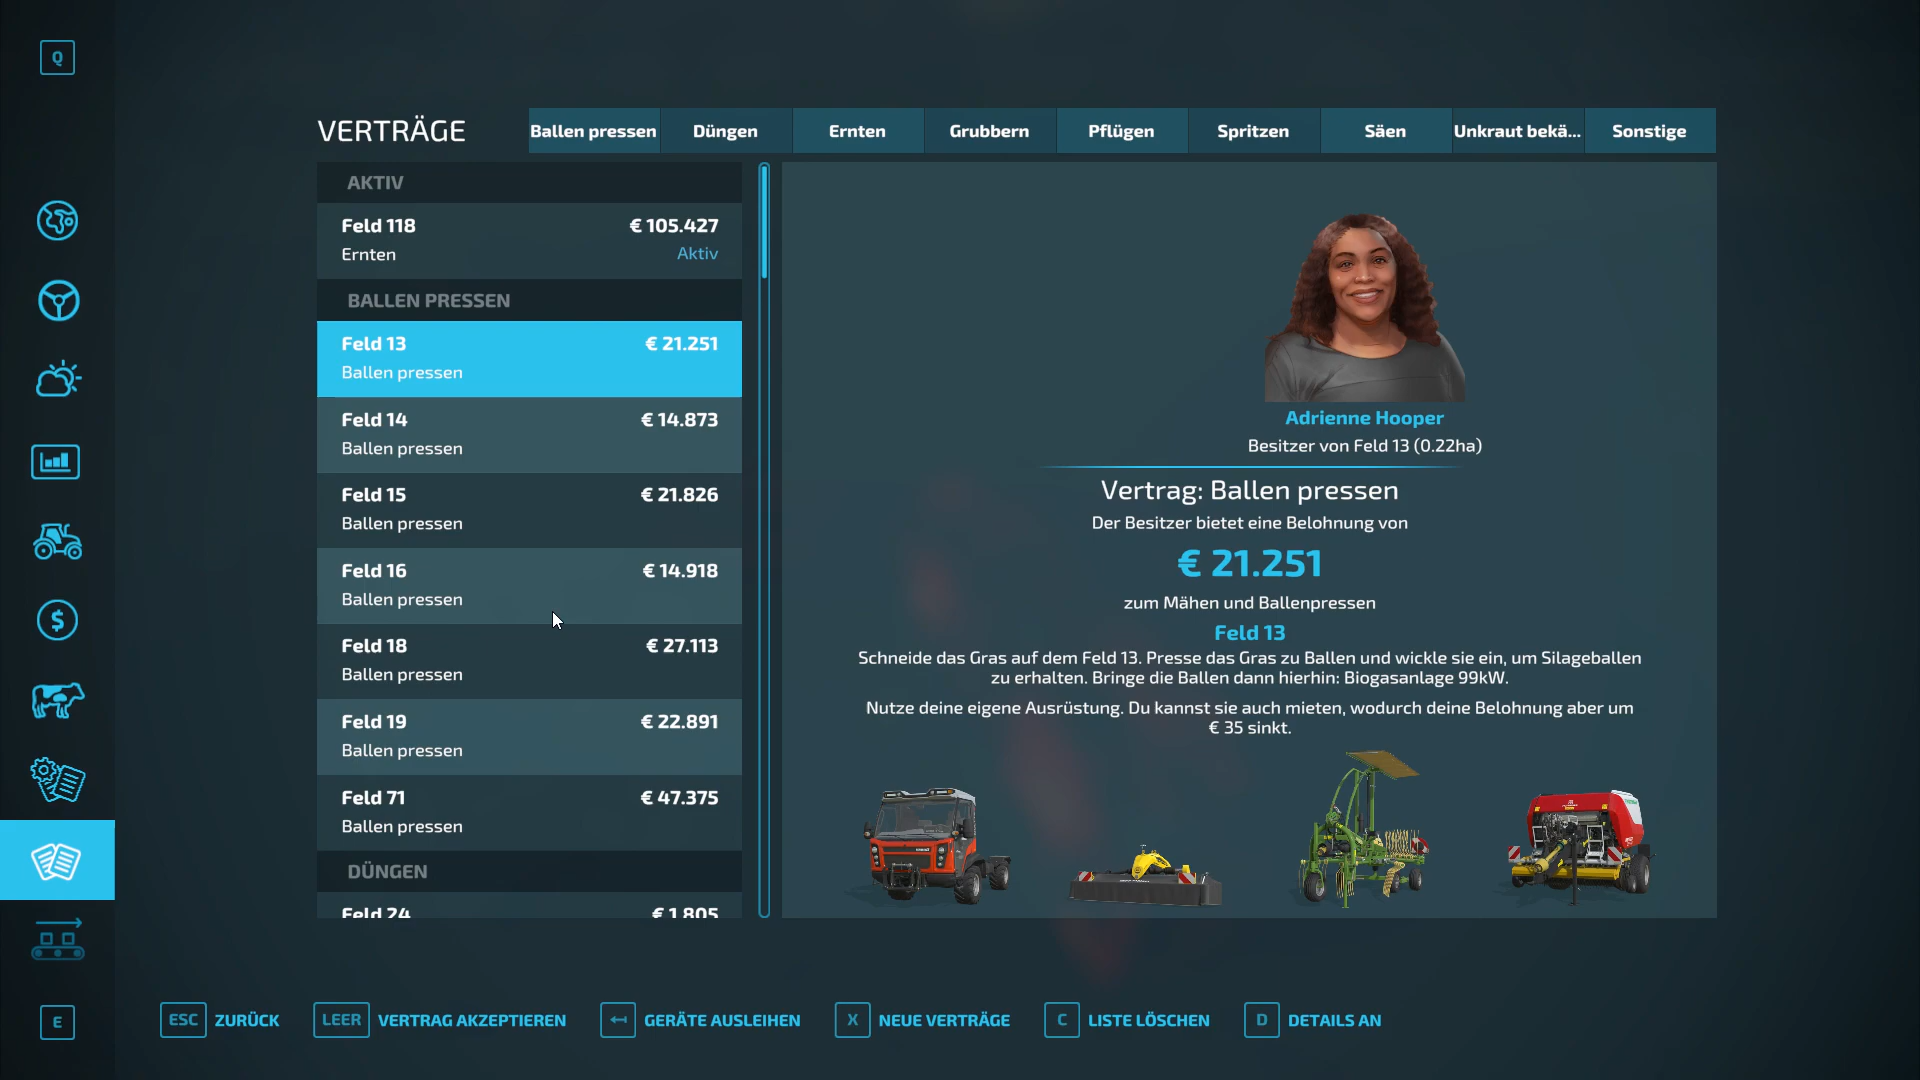 Q
VERTRÄGE
Ballen pressen
Düngen
Ernten
Grubbern
Pflügen
Spritzen
Säen
Unkraut bekä...
Sonstige
AKTIV
Feld 118 € 105.427
Ernten Aktiv
BALLEN PRESSEN
Feld 13 € 21.251
Ballen pressen
Feld 14 € 14.873
Ballen pressen
Feld 15 € 21.826
Ballen pressen
Feld 16 € 14.918
Ballen pressen
Feld 18 € 27.113
Ballen pressen
Feld 19 € 22.891
Ballen pressen
Feld 71 € 47.375
Ballen pressen
DÜNGEN
Feld 24 € 1.805
Adrienne Hooper
Besitzer von Feld 13 (0.22ha)
Vertrag: Ballen pressen
Der Besitzer bietet eine Belohnung von
€ 21.251
zum Mähen und Ballenpressen
Feld 13
Schneide das Gras auf dem Feld 13. Presse das Gras zu Ballen und wickle sie ein, um Silageballen
zu erhalten. Bringe die Ballen dann hierhin: Biogasanlage 99kW.
Nutze deine eigene Ausrüstung. Du kannst sie auch mieten, wodurch deine Belohnung aber um
€ 35 sinkt.
E
ESC ZURÜCK
LEER VERTRAG AKZEPTIEREN
GERÄTE AUSLEIHEN
X NEUE VERTRÄGE
C LISTE LÖSCHEN
D DETAILS AN